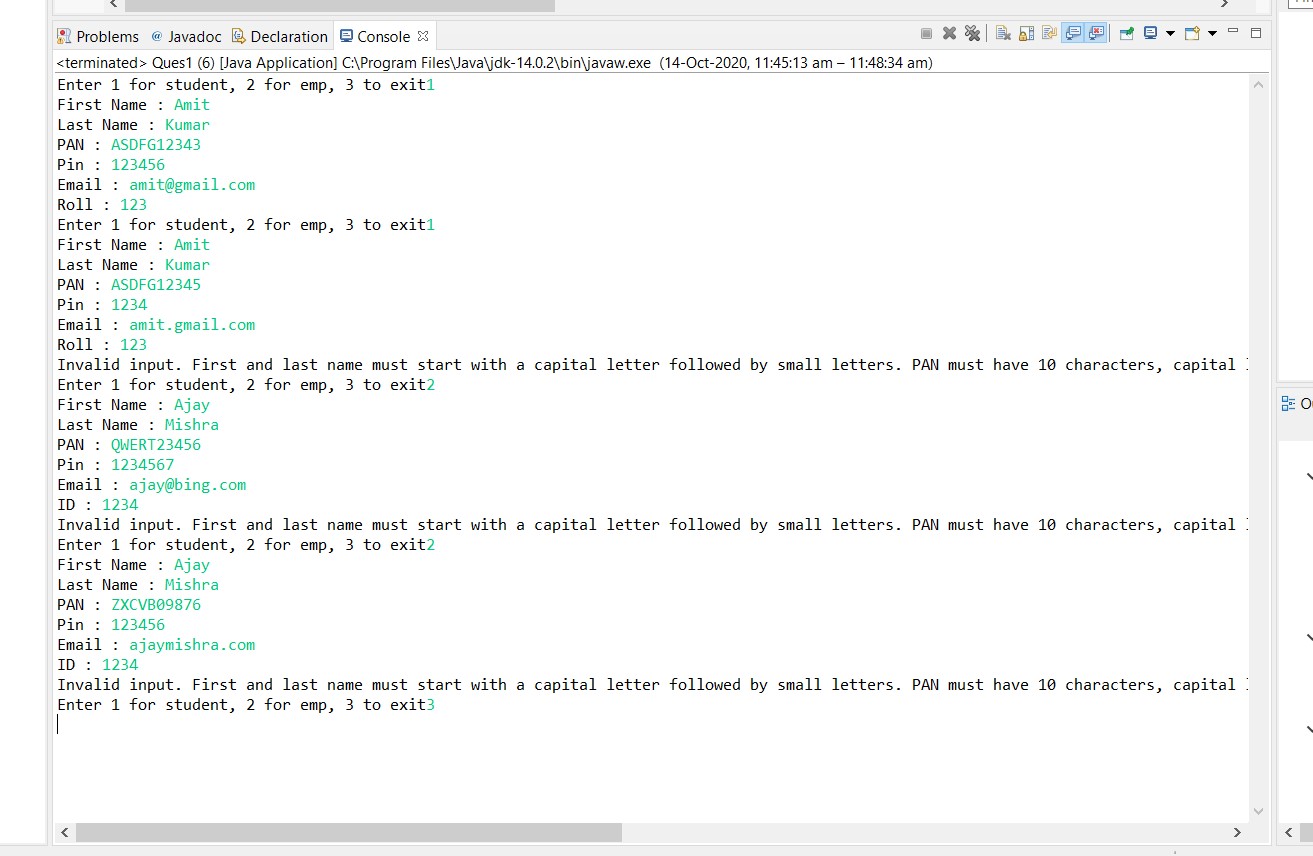 Problems @ Javadoc Declaration Console
<terminated> Ques1 (6) [Java Application] C:\Program Files\Java\jdk-14.0.2\bin\javaw.exe (14-Oct-2020, 11:45:13 am – 11:48:34 am)
Enter 1 for student, 2 for emp, 3 to exit1
First Name : Amit
Last Name : Kumar
PAN : ASDFG12343
Pin : 123456
Email : amit@gmail.com
Roll : 123
Enter 1 for student, 2 for emp, 3 to exit1
First Name : Amit
Last Name : Kumar
PAN : ASDFG12345
Pin : 1234
Email : amit.gmail.com
Roll : 123
Invalid input. First and last name must start with a capital letter followed by small letters. PAN must have 10 characters, capital
Enter 1 for student, 2 for emp, 3 to exit2
First Name : Ajay
Last Name : Mishra
PAN : QWERT23456
Pin : 1234567
Email : ajay@bing.com
ID : 1234
Invalid input. First and last name must start with a capital letter followed by small letters. PAN must have 10 characters, capital
Enter 1 for student, 2 for emp, 3 to exit2
First Name : Ajay
Last Name : Mishra
PAN : ZXCVB09876
Pin : 123456
Email : ajaymishra.com
ID : 1234
Invalid input. First and last name must start with a capital letter followed by small letters. PAN must have 10 characters, capital
Enter 1 for student, 2 for emp, 3 to exit3